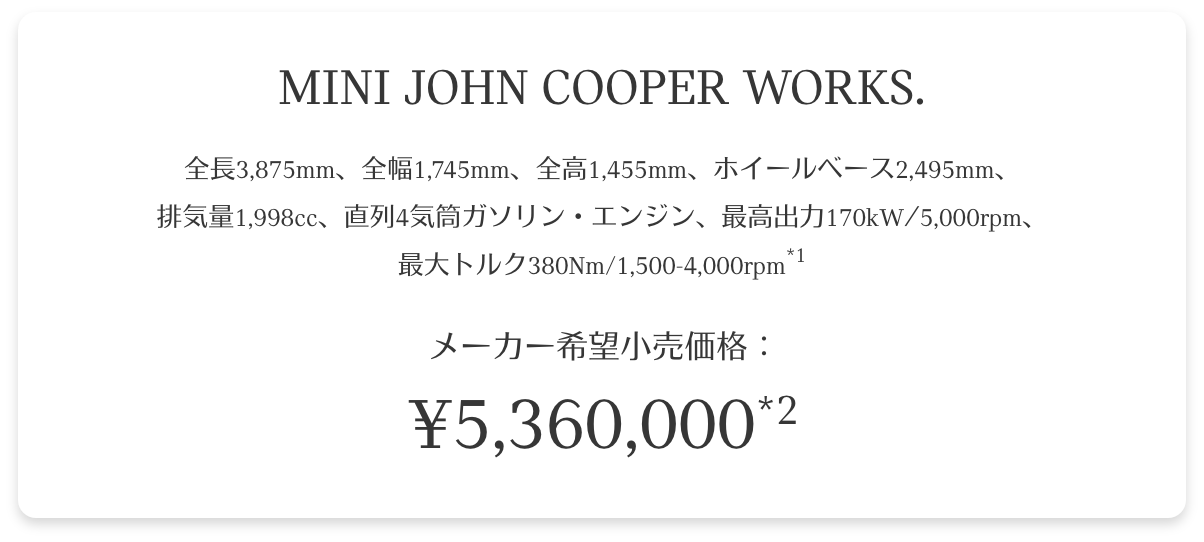 MINI JOHN COOPER WORKS.
全長3,875mm、全幅1,745mm、全高1,455mm、ホイールベース2,495mm、
排気量1,998cc、直列4気筒ガソリン・エンジン、最高出力170kW/5,000rpm、
最大トルク380Nm/1,500-4,000rpm*1
メーカー希望小売価格：
¥5,360,000*2